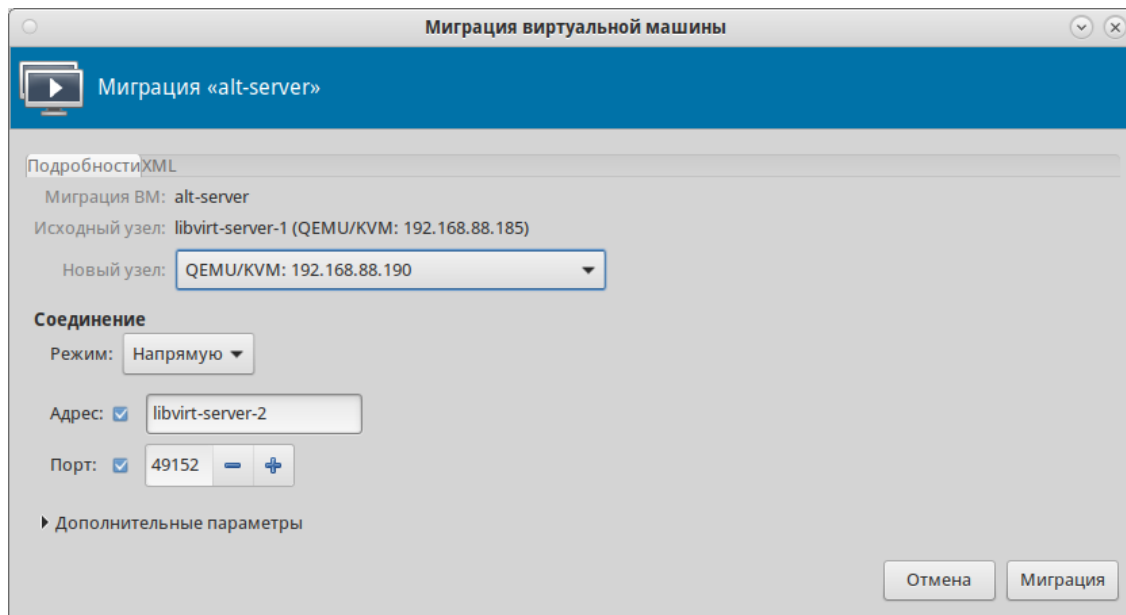 Миграция виртуальной машины
Миграция «alt-server»
Подробности XML
Миграция ВМ: alt-server
Исходный узел: libvirt-server-1 (QEMU/KVM: 192.168.88.185)
Новый узел: QEMU/KVM: 192.168.88.190
Соединение
Режим: Напрямую
Адрес: libvirt-server-2
Порт: 49152
Дополнительные параметры
Отмена Миграция